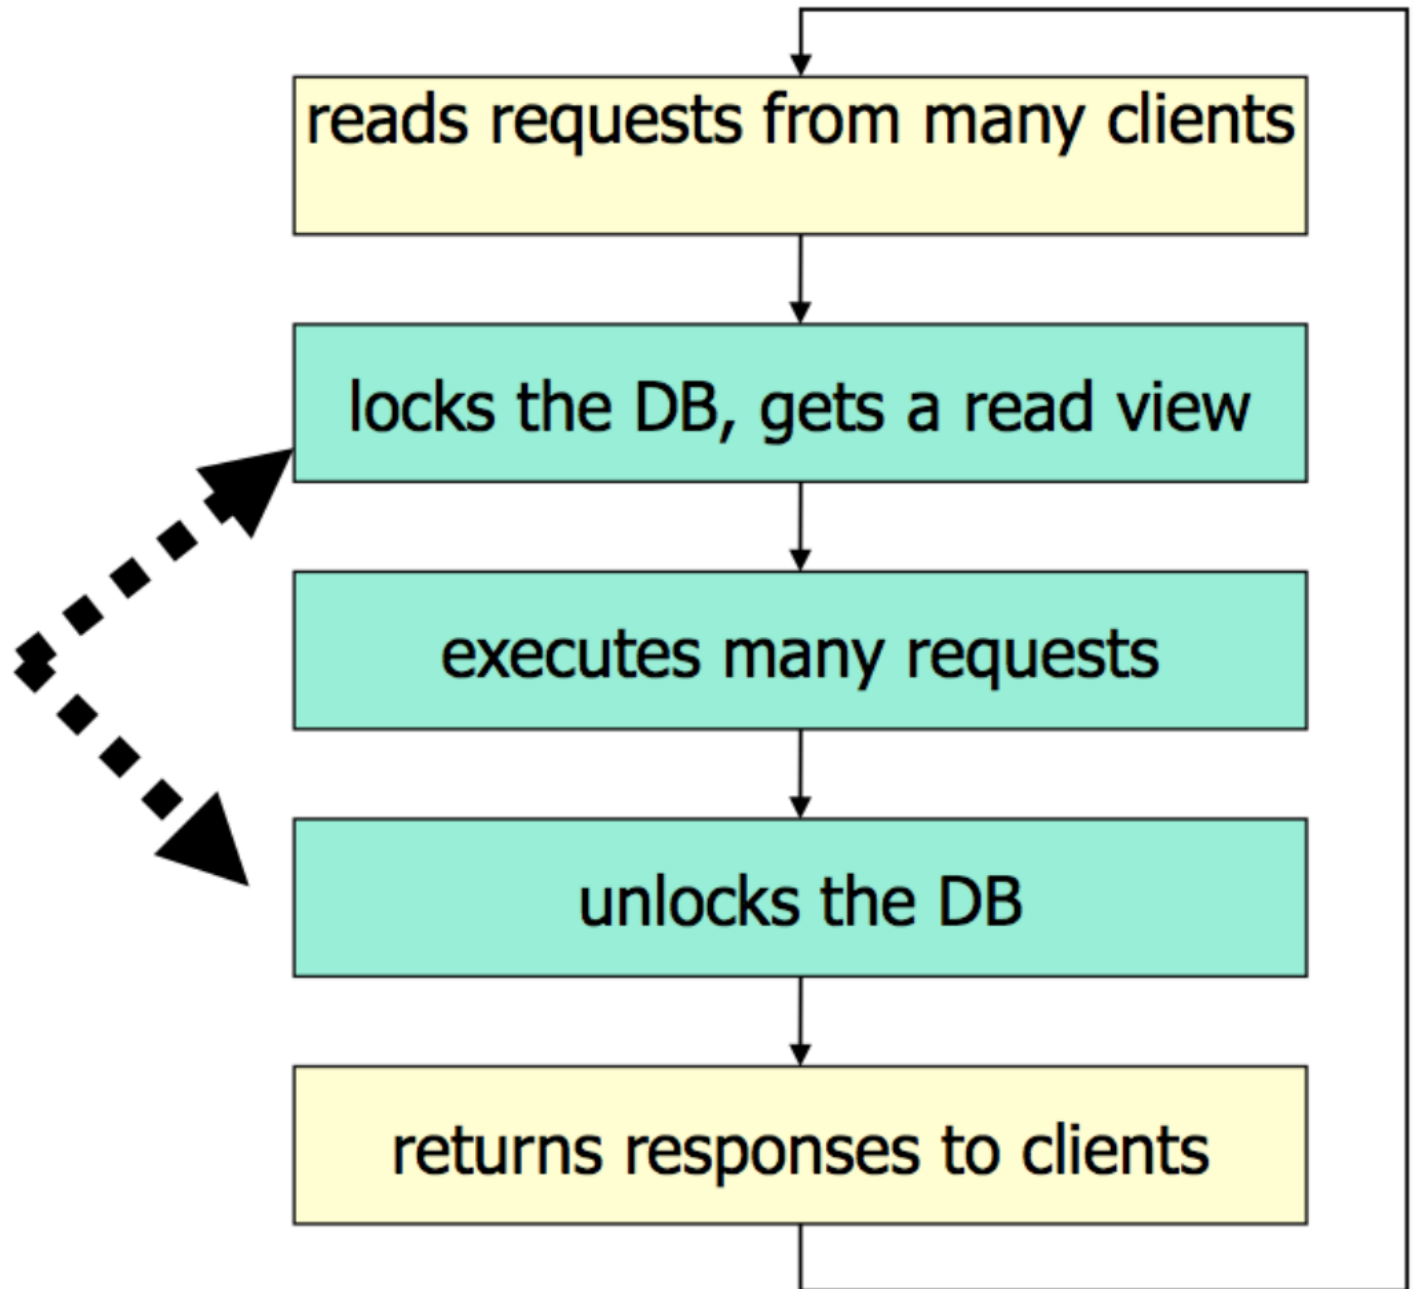 reads requests from many clients
locks the DB, gets a read view
executes many requests
unlocks the DB
returns responses to clients